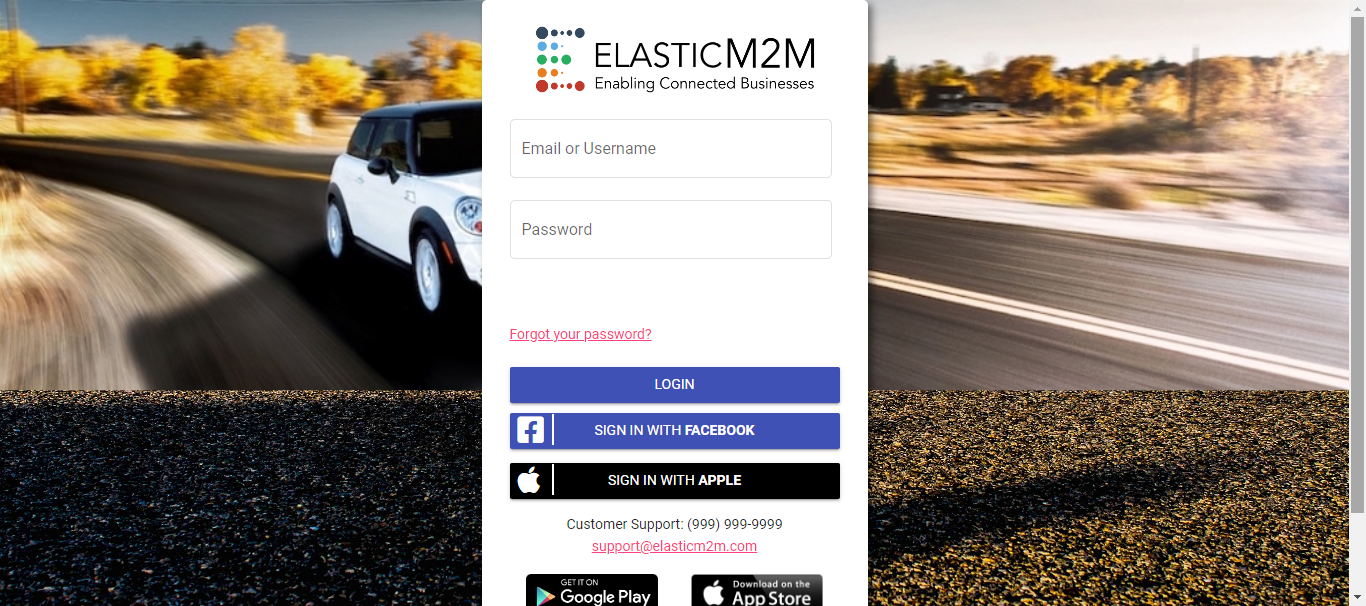 ELASTICM2M
Enabling Connected Businesses
Email or Username
Password
Forgot your password?
LOGIN
SIGN IN WITH FACEBOOK
SIGN IN WITH APPLE
Customer Support: (999) 999-9999
support@elasticm2m.com
GET IT ON
Google Play
Download on the
App Store